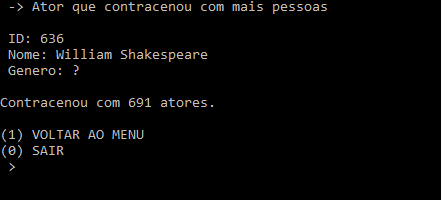 -> Ator que contracenou com mais pessoas
ID: 636
Nome: William Shakespeare
Genero: ?
Contracenou com 691 atores.
(1) VOLTAR AO MENU
(0) SAIR
>